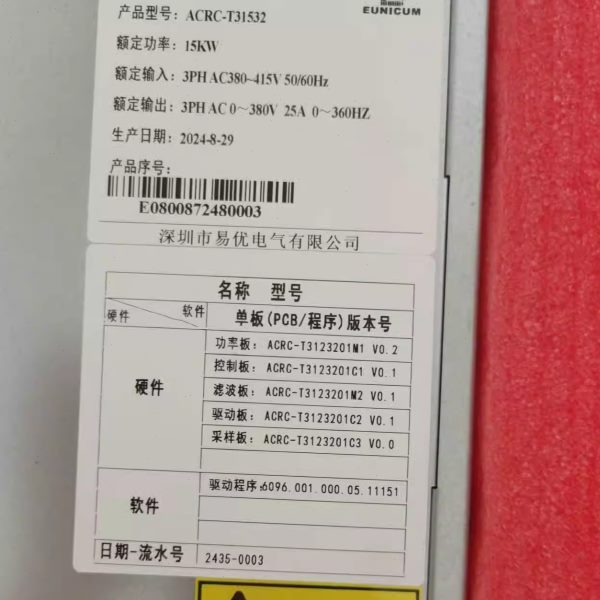 EUNICUM
产品型号: ACRC-T31532
额定功率: 15KW
额定输入: 3PH AC380~415V 50/60Hz
额定输出: 3PH AC 0~380V 25A 0~360HZ
生产日期: 2024-8-29
产品序号:
E0800872480003
深圳市易优电气有限公司
名称 型号
硬件 软件 单板(PCB/程序)版本号
硬件
功率板: ACRC-T3123201M1 V0.2
控制板: ACRC-T3123201C1 V0.1
滤波板: ACRC-T3123201M2 V0.1
驱动板: ACRC-T3123201C2 V0.1
采样板: ACRC-T3123201C3 V0.0
软件
驱动程序:6096.001.000.05.11151
日期-流水号 2435-0003